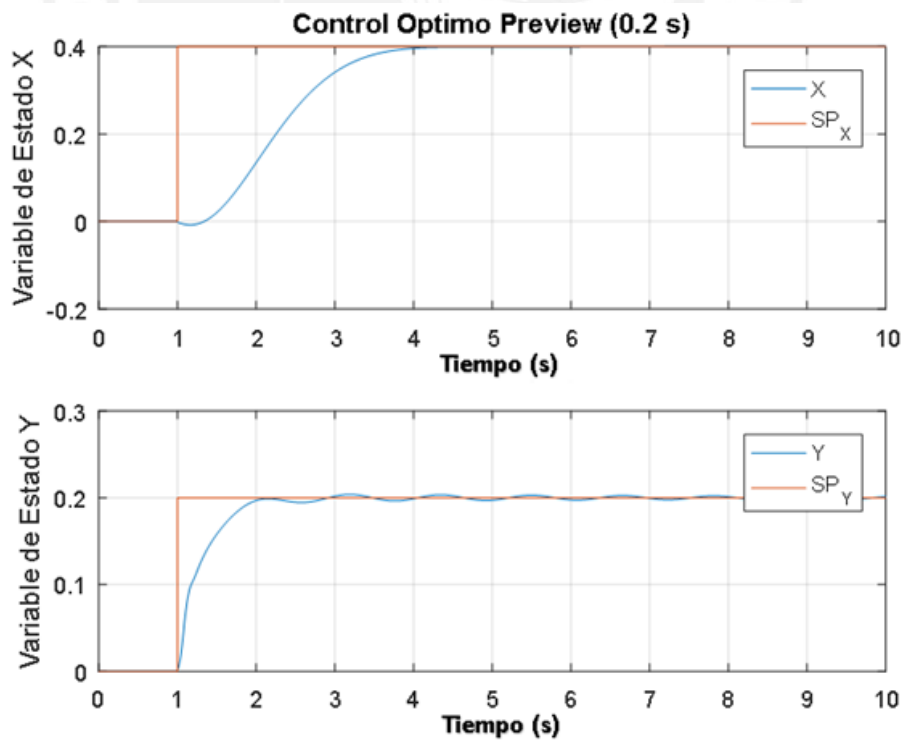 Control Optimo Preview (0.2 s)
Variable de Estado X
0.4
0.2
0
-0.2
X
SP_X
0 1 2 3 4 5 6 7 8 9 10
Tiempo (s)
Variable de Estado Y
0.3
0.2
0.1
0
Y
SP_Y
0 1 2 3 4 5 6 7 8 9 10
Tiempo (s)